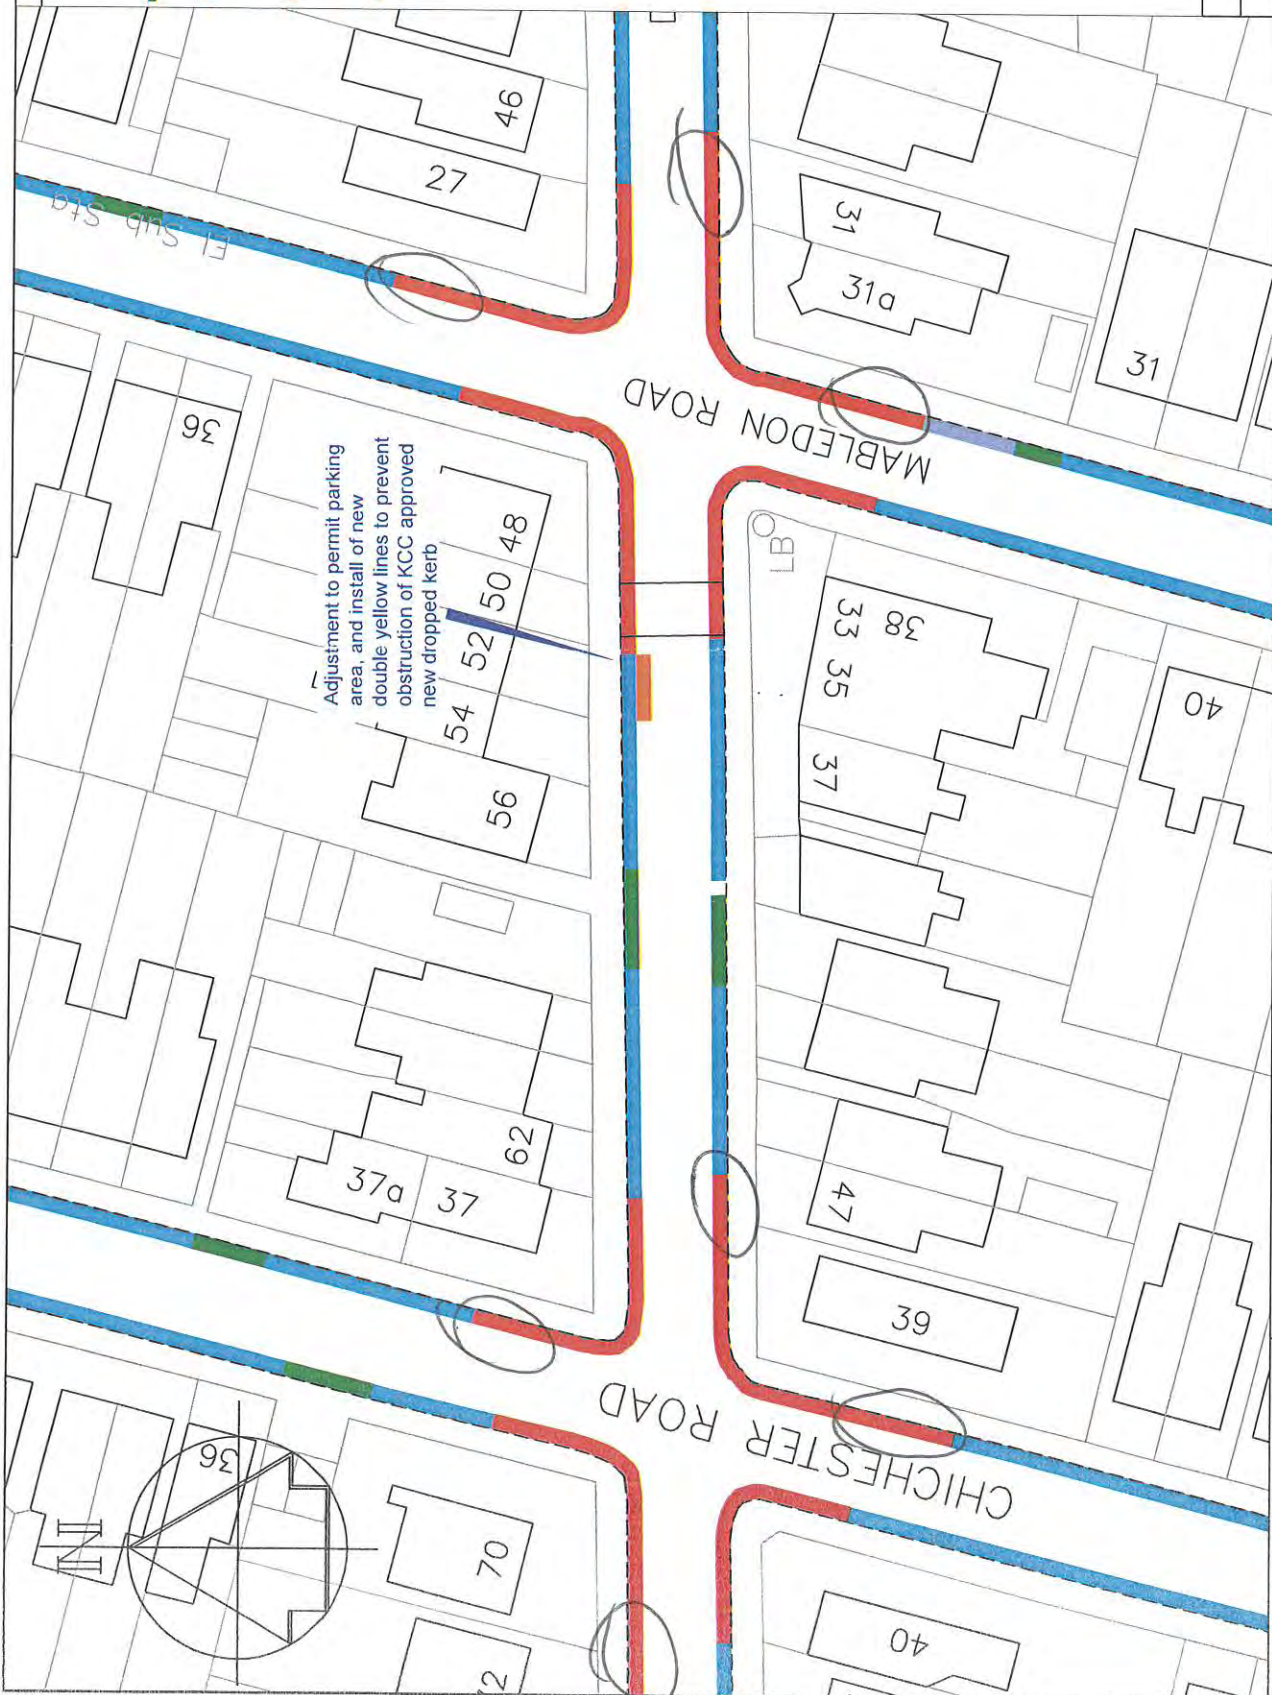 46
27
El Sub Sta
31
31a
31
MABLEDON ROAD
36
Adjustment to permit parking
area, and install of new
double yellow lines to prevent
obstruction of KCC approved
new dropped kerb
48
50
52
54
56
LB
38
33
35
37
40
62
37a
37
47
39
CHICHESTER ROAD
36
N
70
72
40